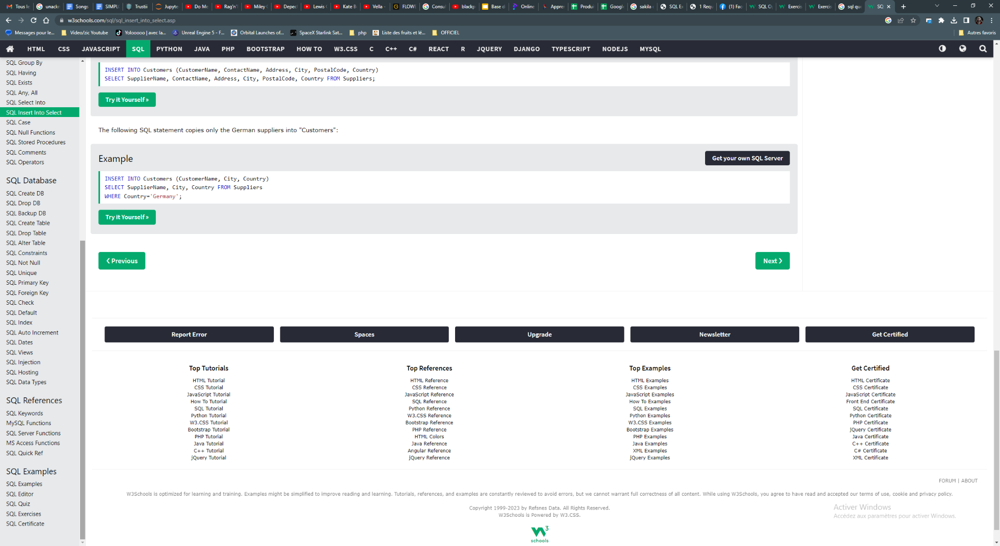 Tous le
unackn
Songs
SIMPL
Trustii
Jupyte
Do Me
Rag'n'
Miley
Depec
Lewis
Kate B
Vella -
FLOWE
Consu
blackp
Base d
Online
Appren
Produ
Google
sakila
SQL Ex
1 Requ
(1) Fac
SQL O
Exercis
Exercis
sql que
SQ
w3schools.com/sql/sql_insert_into_select.asp
Messages pour le...
Video/zic Youtube
Yolooooo | avec la...
Unreal Engine 5 - F...
Orbital Launches of...
SpaceX Starlink Sat...
php
Liste des fruits et lé...
OFFICIEL
Autres favoris
HTML
CSS
JAVASCRIPT
SQL
PYTHON
JAVA
PHP
BOOTSTRAP
HOW TO
W3.CSS
C
C++
C#
REACT
R
JQUERY
DJANGO
TYPESCRIPT
NODEJS
MYSQL
SQL Group By
SQL Having
SQL Exists
SQL Any, All
SQL Select Into
SQL Insert Into Select
SQL Case
SQL Null Functions
SQL Stored Procedures
SQL Comments
SQL Operators
SQL Database
SQL Create DB
SQL Drop DB
SQL Backup DB
SQL Create Table
SQL Drop Table
SQL Alter Table
SQL Constraints
SQL Not Null
SQL Unique
SQL Primary Key
SQL Foreign Key
SQL Check
SQL Default
SQL Index
SQL Auto Increment
SQL Dates
SQL Views
SQL Injection
SQL Hosting
SQL Data Types
SQL References
SQL Keywords
MySQL Functions
SQL Server Functions
MS Access Functions
SQL Quick Ref
SQL Examples
SQL Examples
SQL Editor
SQL Quiz
SQL Exercises
SQL Certificate
INSERT INTO Customers (CustomerName, ContactName, Address, City, PostalCode, Country)
SELECT SupplierName, ContactName, Address, City, PostalCode, Country FROM Suppliers;
Try it Yourself »
The following SQL statement copies only the German suppliers into "Customers":
Example
Get your own SQL Server
INSERT INTO Customers (CustomerName, City, Country)
SELECT SupplierName, City, Country FROM Suppliers
WHERE Country='Germany';
Try it Yourself »
❮ Previous
Next ❯
Report Error
Spaces
Upgrade
Newsletter
Get Certified
Top Tutorials
HTML Tutorial
CSS Tutorial
JavaScript Tutorial
How To Tutorial
SQL Tutorial
Python Tutorial
W3.CSS Tutorial
Bootstrap Tutorial
PHP Tutorial
Java Tutorial
C++ Tutorial
jQuery Tutorial
Top References
HTML Reference
CSS Reference
JavaScript Reference
SQL Reference
Python Reference
W3.CSS Reference
Bootstrap Reference
PHP Reference
HTML Colors
Java Reference
Angular Reference
jQuery Reference
Top Examples
HTML Examples
CSS Examples
JavaScript Examples
How To Examples
SQL Examples
Python Examples
W3.CSS Examples
Bootstrap Examples
PHP Examples
Java Examples
XML Examples
jQuery Examples
Get Certified
HTML Certificate
CSS Certificate
JavaScript Certificate
Front End Certificate
SQL Certificate
Python Certificate
PHP Certificate
jQuery Certificate
Java Certificate
C++ Certificate
C# Certificate
XML Certificate
FORUM | ABOUT
W3Schools is optimized for learning and training. Examples might be simplified to improve reading and learning. Tutorials, references, and examples are constantly reviewed to avoid errors, but we cannot warrant full correctness of all content. While using W3Schools, you agree to have read and accepted our terms of use, cookie and privacy policy.
Copyright 1999-2023 by Refsnes Data. All Rights Reserved.
W3Schools is Powered by W3.CSS.
Activer Windows
Accédez aux paramètres pour activer Windows.
3
schools